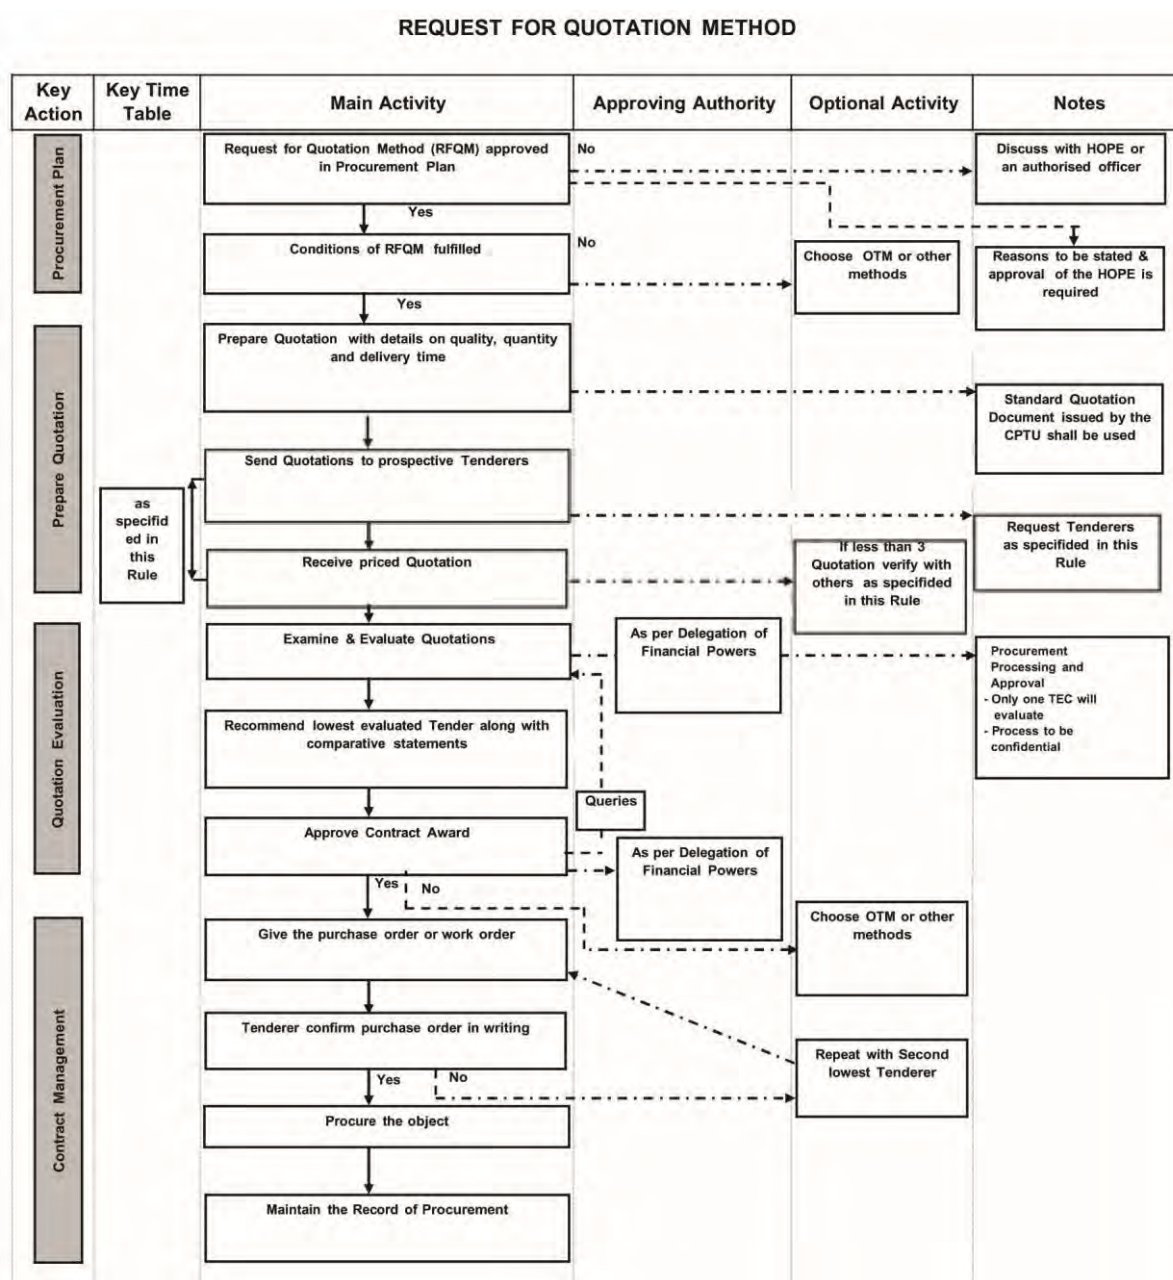 REQUEST FOR QUOTATION METHOD
Key
Action
Key Time
Table
Main Activity
Approving Authority
Optional Activity
Notes
Procurement Plan
Request for Quotation Method (RFQM) approved
in Procurement Plan
No
Discuss with HOPE or
an authorised officer
Yes
Conditions of RFQM fulfilled
No
Choose OTM or other
methods
Reasons to be stated &
approval of the HOPE is
required
Yes
Prepare Quotation
Prepare Quotation with details on quality, quantity
and delivery time
Standard Quotation
Document issued by the
CPTU shall be used
Send Quotations to prospective Tenderers
as
specifid
ed in
this
Rule
Request Tenderers
as specifided in this
Rule
Receive priced Quotation
If less than 3
Quotation verify with
others as specifided
in this Rule
Quotation Evaluation
Examine & Evaluate Quotations
As per Delegation of
Financial Powers
Procurement
Processing and
Approval
- Only one TEC will
evaluate
- Process to be
confidential
Recommend lowest evaluated Tender along with
comparative statements
Queries
Approve Contract Award
As per Delegation of
Financial Powers
Yes
No
Contract Management
Give the purchase order or work order
Choose OTM or other
methods
Tenderer confirm purchase order in writing
Repeat with Second
lowest Tenderer
Yes
No
Procure the object
Maintain the Record of Procurement